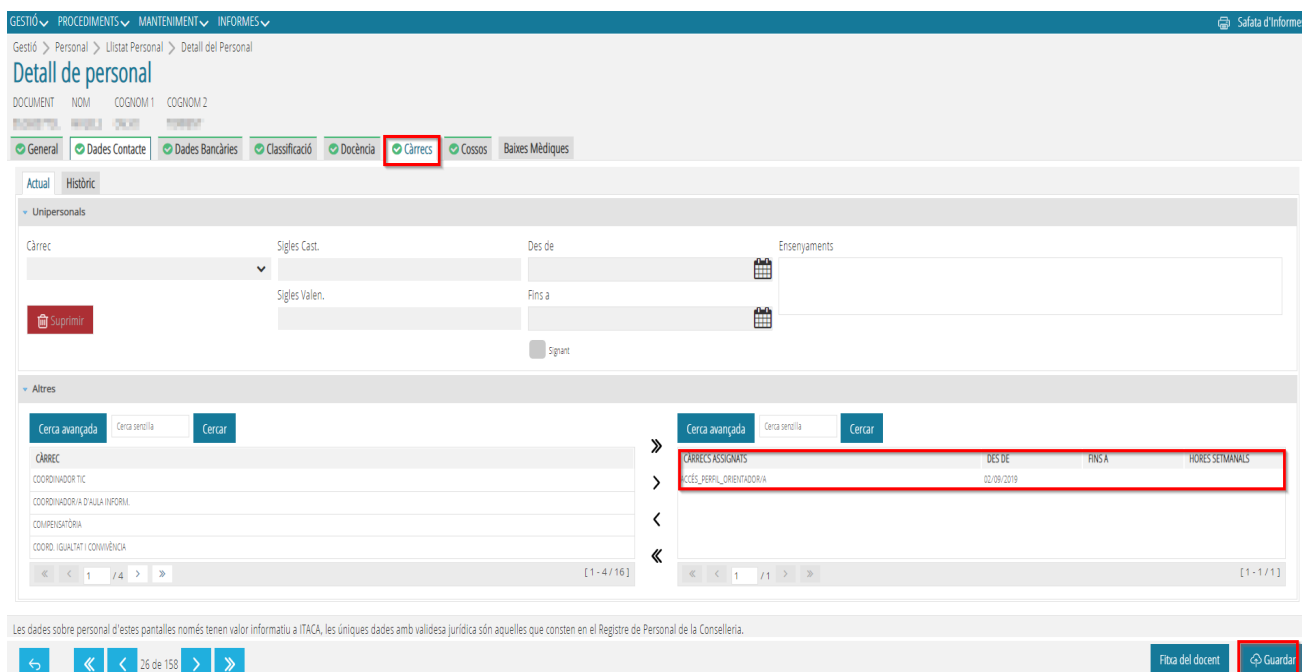 GESTIÓ PROCEDIMENTS MANTENIMENT INFORMES Safata d'Informe
Gestió > Personal > Llistat Personal > Detall del Personal
Detall de personal
DOCUMENT NOM COGNOM 1 COGNOM 2
General Dades Contacte Dades Bancàries Classificació Docència Càrrecs Cossos Baixes Mèdiques
Actual Històric
Unipersonals
Càrrec Sigles Cast. Des de Ensenyaments
Sigles Valen. Fins a
Suprimir
Signant
Altres
Cerca avançada Cerca senzilla Cercar Cerca avançada Cerca senzilla Cercar
CÀRREC CÀRRECS ASSIGNATS DES DE FINS A HORES SETMANALS
COORDINADOR TIC ACCÉS_PERFIL_ORIENTADOR/A 02/09/2019
COORDINADOR/A D'AULA INFORM.
COMPENSATÒRIA
COORD. IGUALTAT I CONVIVÈNCIA
1 / 4 [ 1 - 4 / 16 ] 1 / 1 [ 1 - 1 / 1 ]
Les dades sobre personal d'estes pantalles només tenen valor informatiu a ITACA, les úniques dades amb validesa jurídica són aquelles que consten en el Registre de Personal de la Conselleria.
26 de 158 Fitxa del docent Guardar